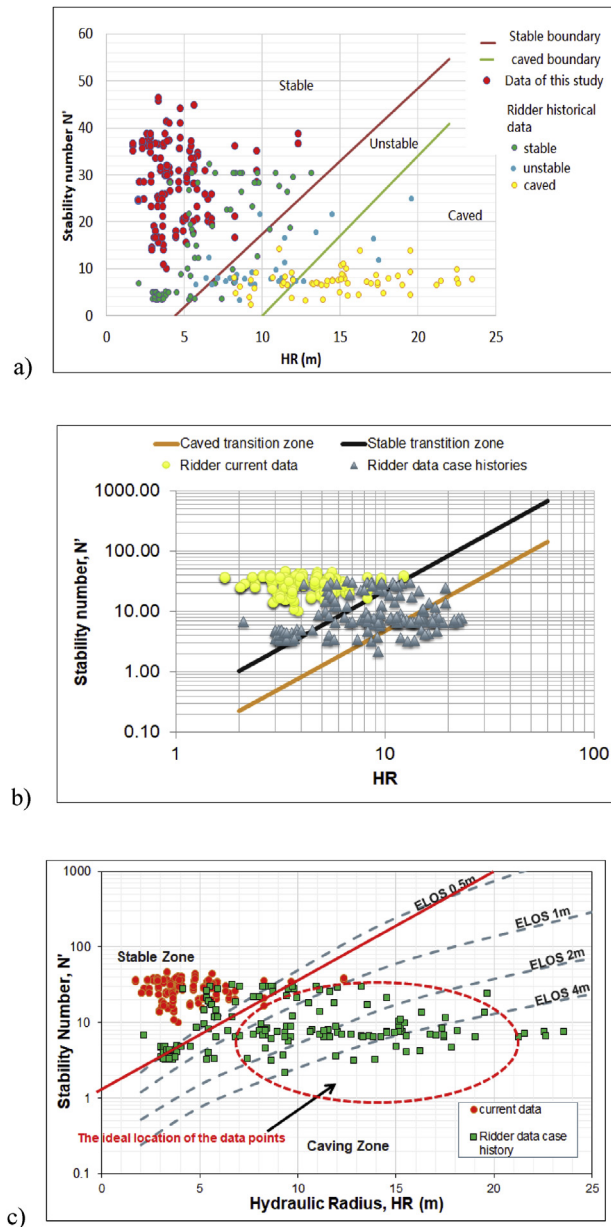 60
50
40
30
20
10
0
Stability number N'
0 5 10 15 20 25
HR (m)
Stable
Unstable
Caved
Stable boundary
caved boundary
Data of this study
Ridder historical
data
stable
unstable
caved
a)
Caved transition zone
Stable transtition zone
Ridder current data
Ridder data case histories
1000.00
100.00
10.00
1.00
0.10
Stability number, N'
1 10 100
HR
b)
1000
100
10
1
0.1
Stability Number, N'
ELOS 0.5m
ELOS 1m
ELOS 2m
ELOS 4m
Stable Zone
The ideal location of the data points
Caving Zone
current data
Ridder data case
history
0 5 10 15 20 25
Hydraulic Radius, HR (m)
c)